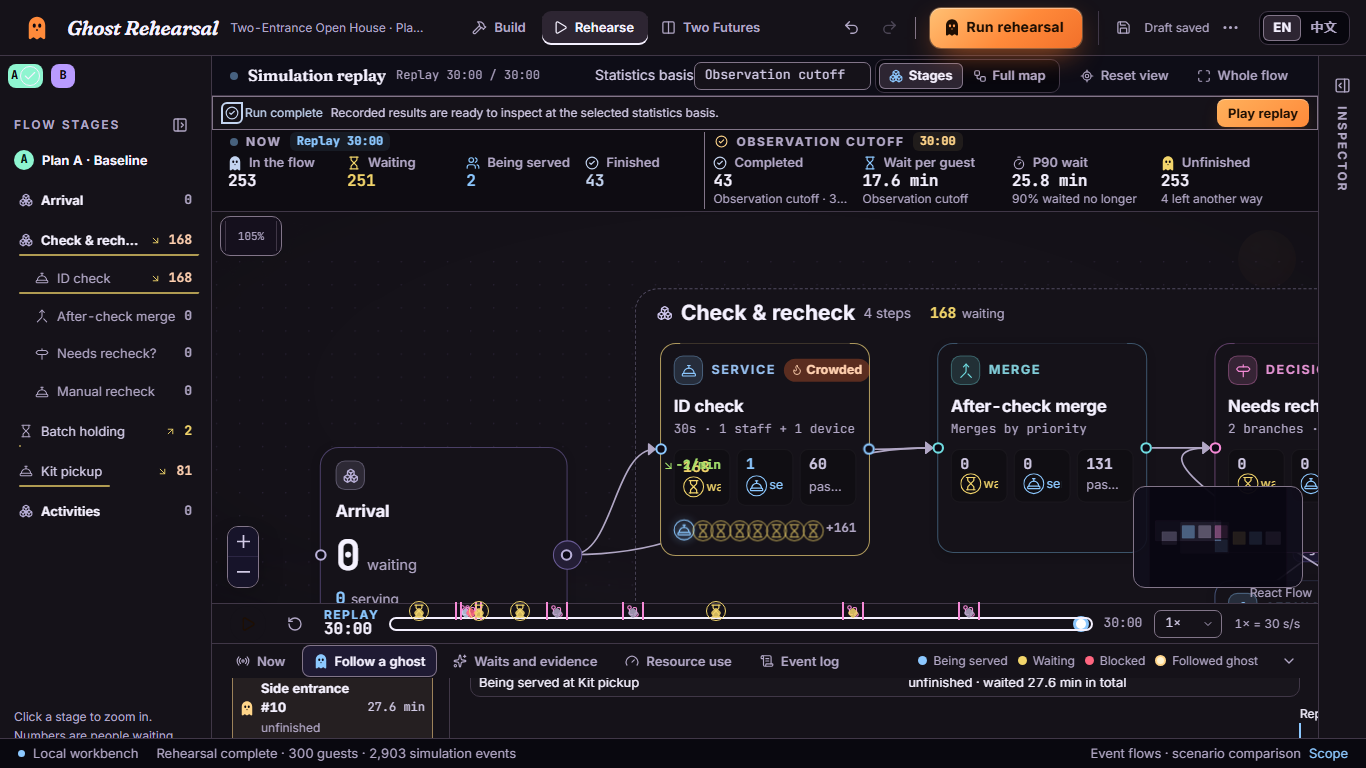 Ghost Rehearsal
Two-Entrance Open House · Pla...
Build
Rehearse
Two Futures
Run rehearsal
Draft saved
EN
中文
A
B
FLOW STAGES
A Plan A · Baseline
Arrival 0
Check & rech... 168
ID check 168
After-check merge 0
Needs recheck? 0
Manual recheck 0
Batch holding 2
Kit pickup 81
Activities 0
Click a stage to zoom in.
Numbers are people waiting
Simulation replay
Replay 30:00 / 30:00
Statistics basis
Observation cutoff
Stages
Full map
Reset view
Whole flow
Run complete Recorded results are ready to inspect at the selected statistics basis.
Play replay
NOW Replay 30:00
In the flow
253
Waiting
251
Being served
2
Finished
43
OBSERVATION CUTOFF 30:00
Completed
43
Observation cutoff · 3...
Wait per guest
17.6 min
Observation cutoff
P90 wait
25.8 min
90% waited no longer
Unfinished
253
4 left another way
INSPECTOR
105%
Check & recheck 4 steps 168 waiting
SERVICE Crowded
ID check
30s · 1 staff + 1 device
168
wa
1
se
60
pas...
+161
MERGE
After-check merge
Merges by priority
0
wa
0
se
131
pas...
DECISI
Needs rech
2 branches ·
0
wa
0
Arrival
0 waiting
0 serving
React Flow
REPLAY
30:00
30:00
1×
1× = 30 s/s
Now
Follow a ghost
Waits and evidence
Resource use
Event log
Being served
Waiting
Blocked
Followed ghost
Side entrance
#10
27.6 min
unfinished
Being served at Kit pickup
unfinished · waited 27.6 min in total
Rep
Local workbench
Rehearsal complete · 300 guests · 2,903 simulation events
Event flows · scenario comparison
Scope